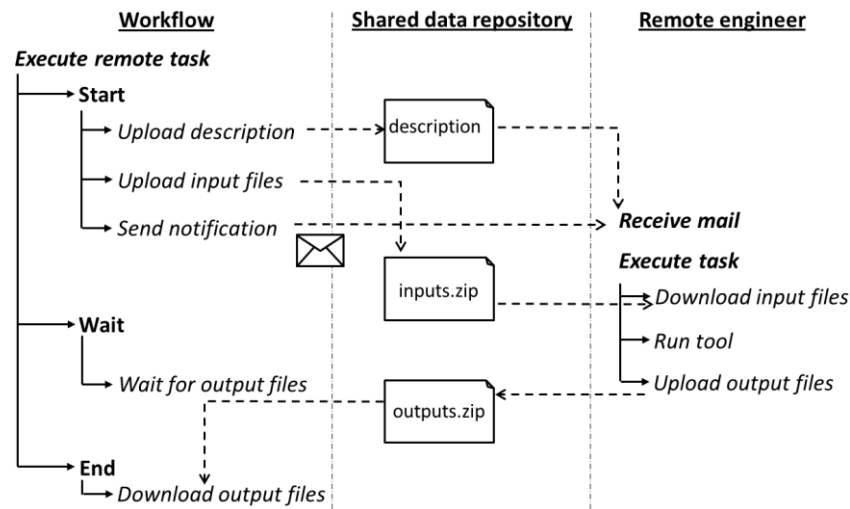 Workflow
Shared data repository
Remote engineer
Execute remote task
Start
Upload description
description
Upload input files
Send notification
Receive mail
Execute task
inputs.zip
Download input files
Wait
Run tool
Wait for output files
Upload output files
outputs.zip
End
Download output files